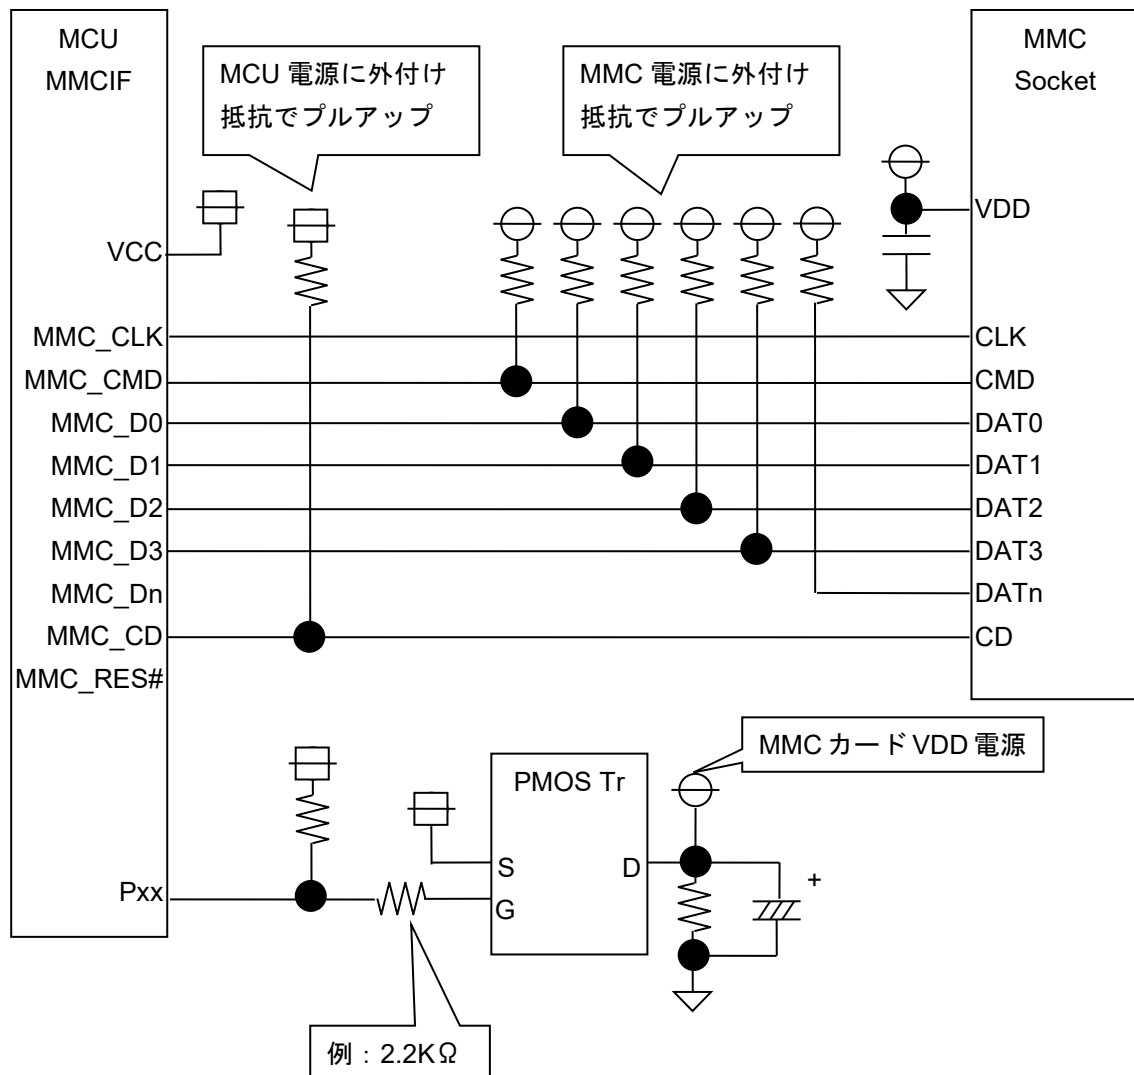 MCU
MMCIF
MCU 電源に外付け
抵抗でプルアップ
MMC 電源に外付け
抵抗でプルアップ
MMC
Socket
VCC
VDD
MMC_CLK
CLK
MMC_CMD
CMD
MMC_D0
DAT0
MMC_D1
DAT1
MMC_D2
DAT2
MMC_D3
DAT3
MMC_Dn
DATn
MMC_CD
CD
MMC_RES#
MMC カード VDD 電源
PMOS Tr
S
D
+
Pxx
G
例：2.2KΩ